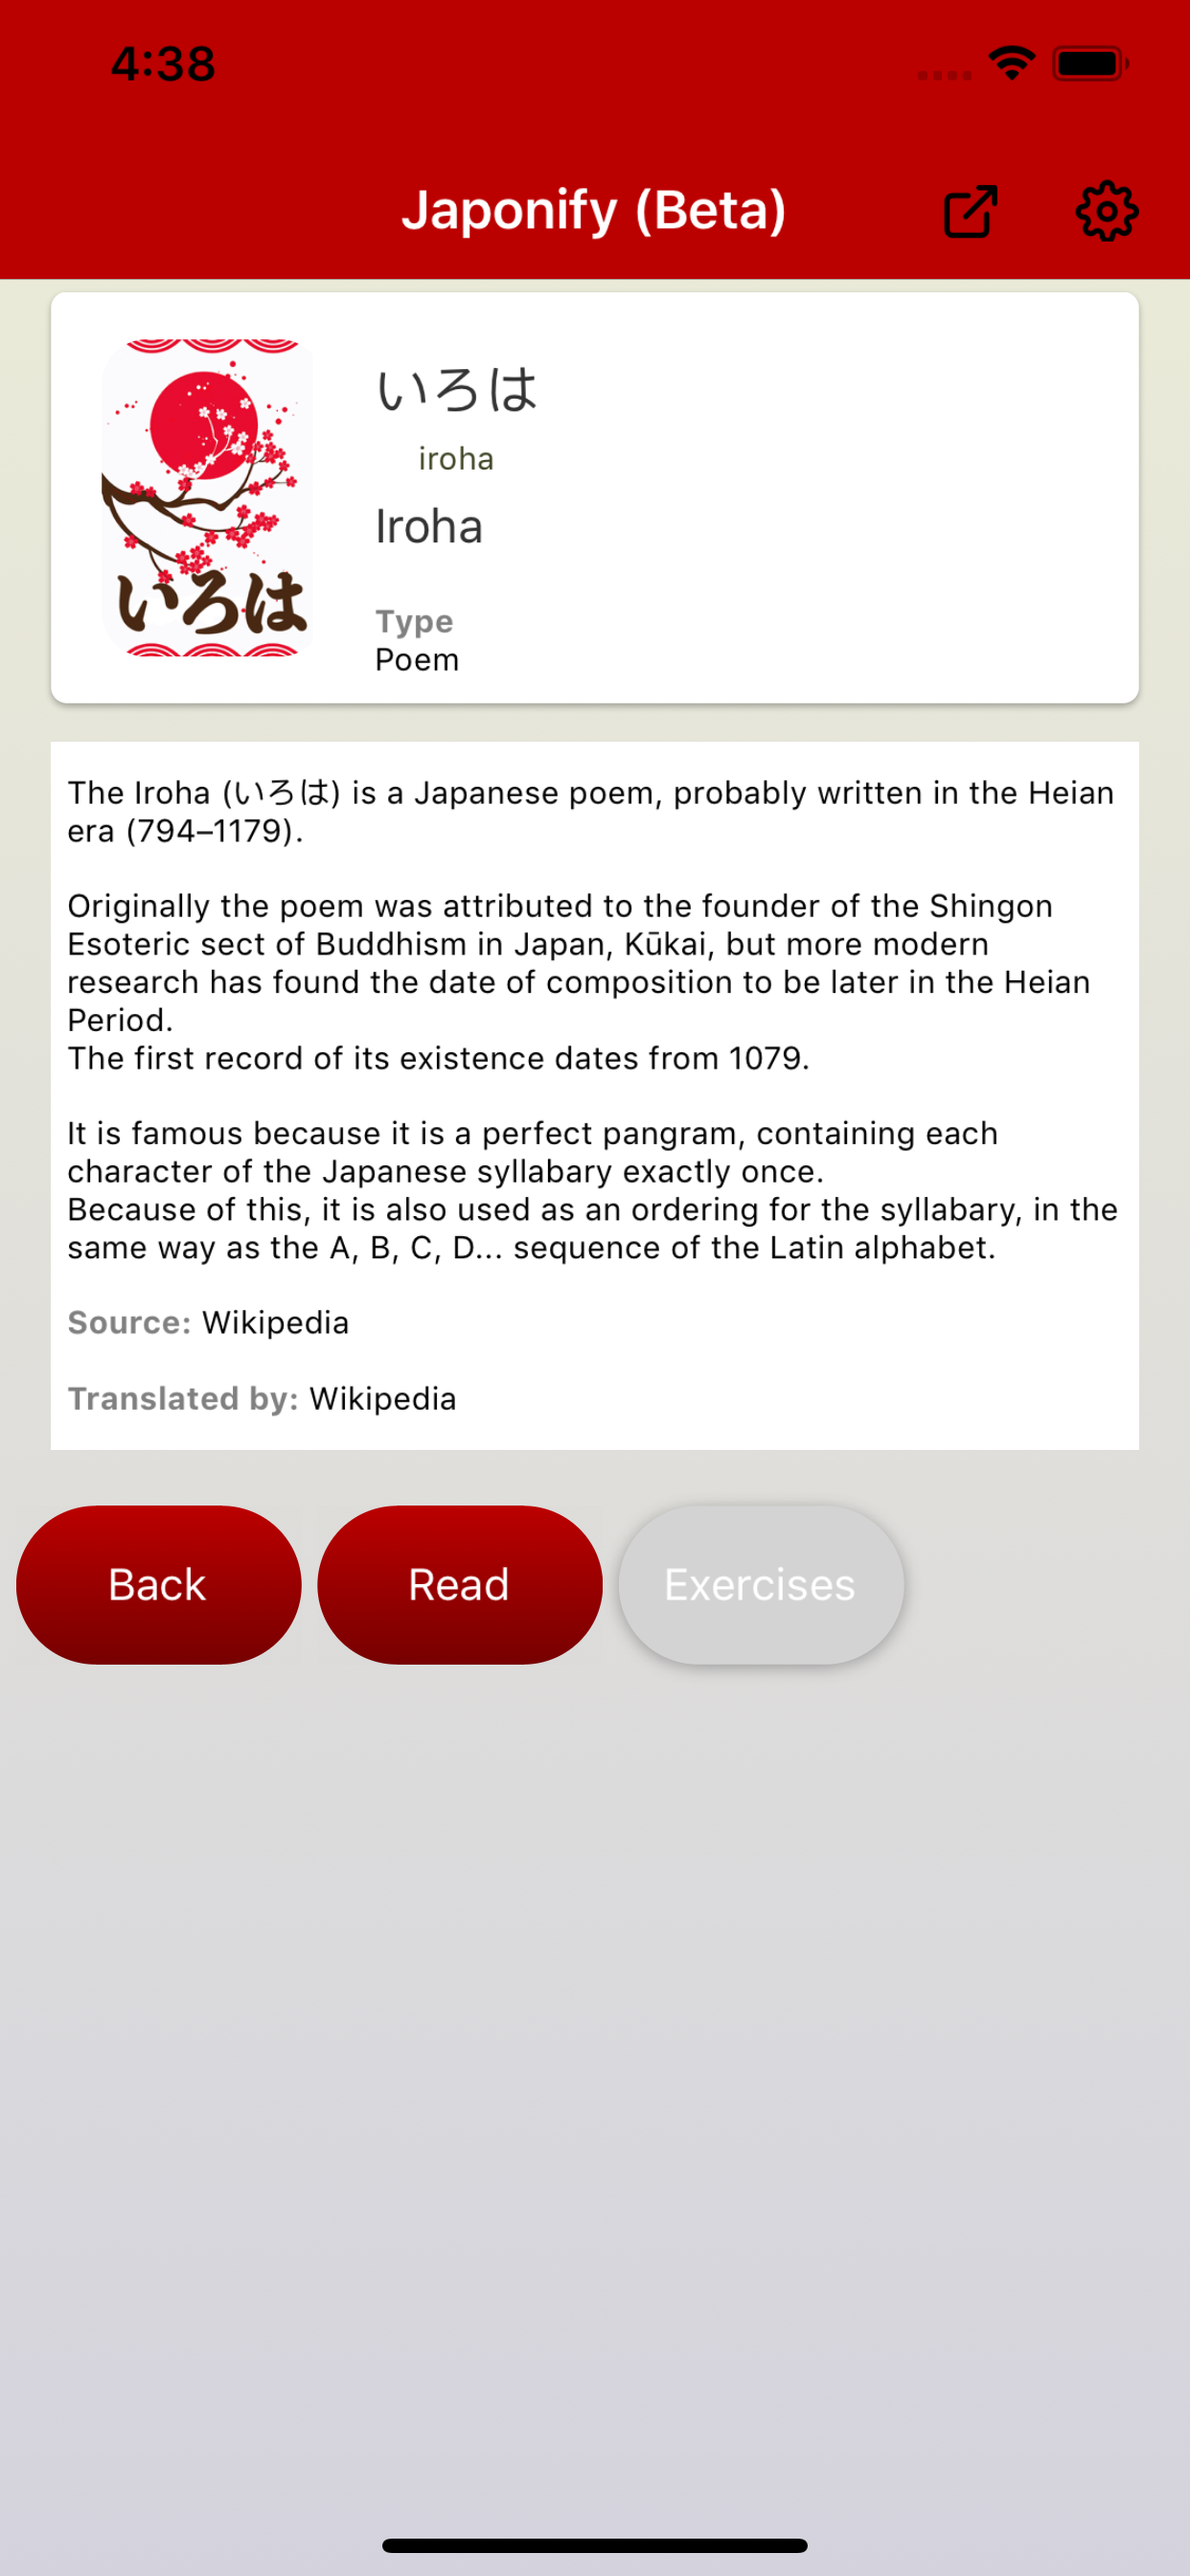 4:38
Japonify (Beta)
いろは
いろは
iroha
Iroha
Type
Poem
The Iroha (いろは) is a Japanese poem, probably written in the Heian
era (794–1179).
Originally the poem was attributed to the founder of the Shingon
Esoteric sect of Buddhism in Japan, Kūkai, but more modern
research has found the date of composition to be later in the Heian
Period.
The first record of its existence dates from 1079.
It is famous because it is a perfect pangram, containing each
character of the Japanese syllabary exactly once.
Because of this, it is also used as an ordering for the syllabary, in the
same way as the A, B, C, D... sequence of the Latin alphabet.
Source: Wikipedia
Translated by: Wikipedia
Back
Read
Exercises